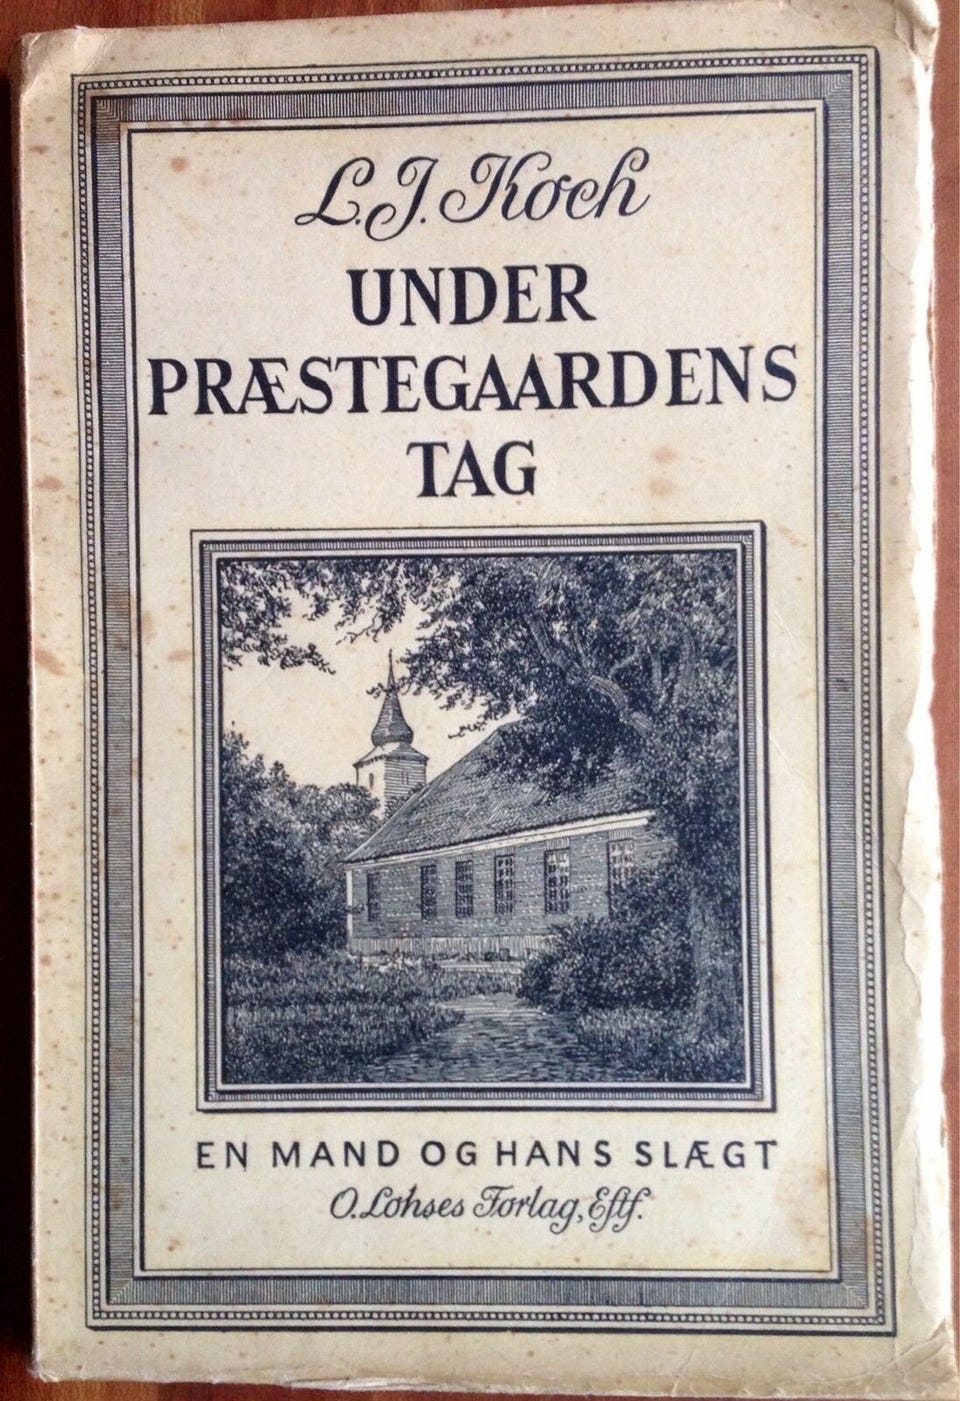 L.J. Koch
UNDER
PRÆSTEGAARDENS
TAG
EN MAND OG HANS SLÆGT
O. Lohses Forlag, Eftf.